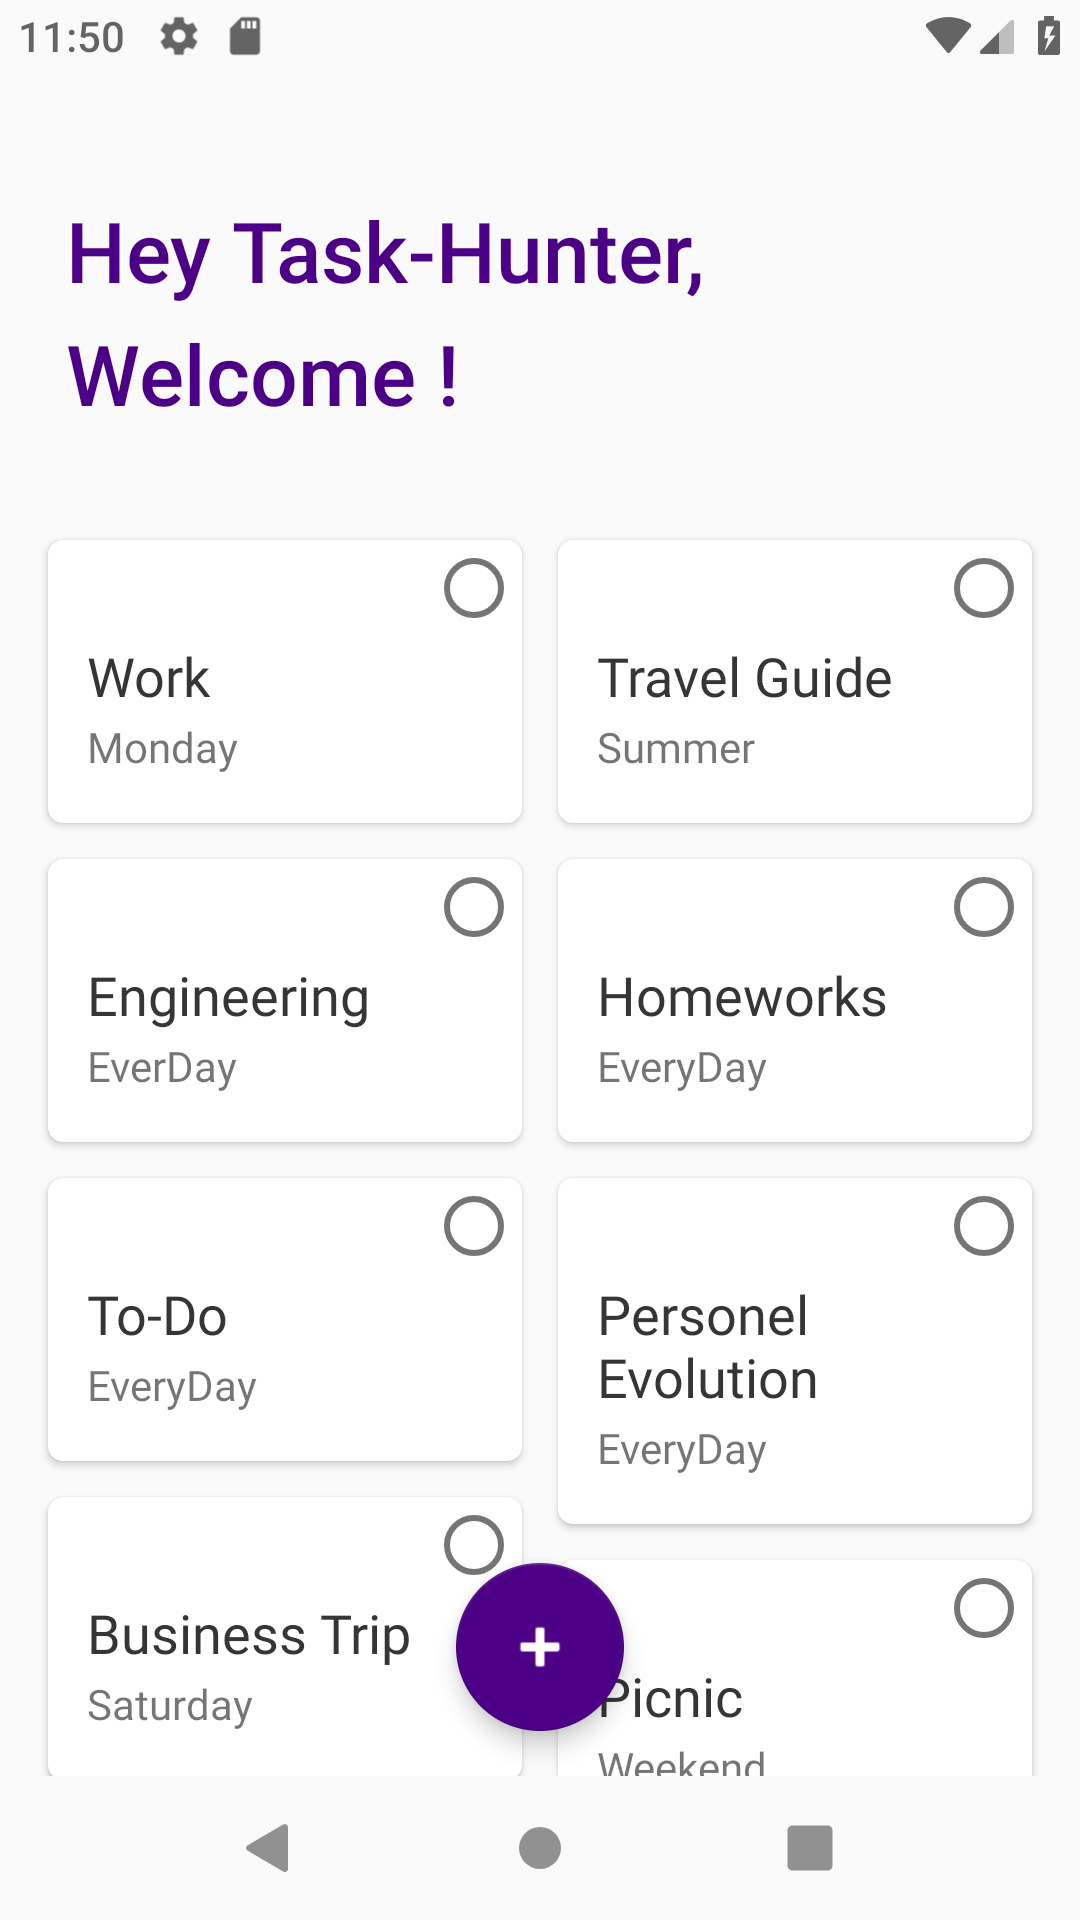 11:50
Hey Task-Hunter,
Welcome !
Work
Monday
Travel Guide
Summer
Engineering
EverDay
Homeworks
EveryDay
To-Do
EveryDay
Personel
Evolution
EveryDay
Business Trip
Saturday
Picnic
Weekend